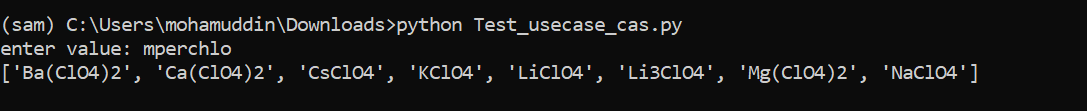 (sam) C:\Users\mohamuddin\Downloads>python Test_usecase_cas.py
enter value: mperchlo
['Ba(ClO4)2', 'Ca(ClO4)2', 'CsClO4', 'KClO4', 'LiClO4', 'Li3ClO4', 'Mg(ClO4)2', 'NaClO4']